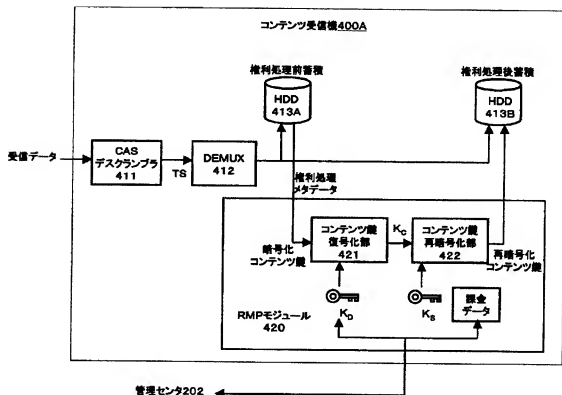 コンテンツ受信機400A
権利処理前蓄積
権利処理後蓄積
HDD
413A
HDD
413B
受信データ
CAS
デスクランブラ
411
TS
DEMUX
412
権利処理
メタデータ
暗号化
コンテンツ鍵
コンテンツ鍵
復号化部
421
KC
コンテンツ鍵
再暗号化部
422
再暗号化
コンテンツ鍵
RMPモジュール
420
KD
KS
課金
データ
管理センタ202